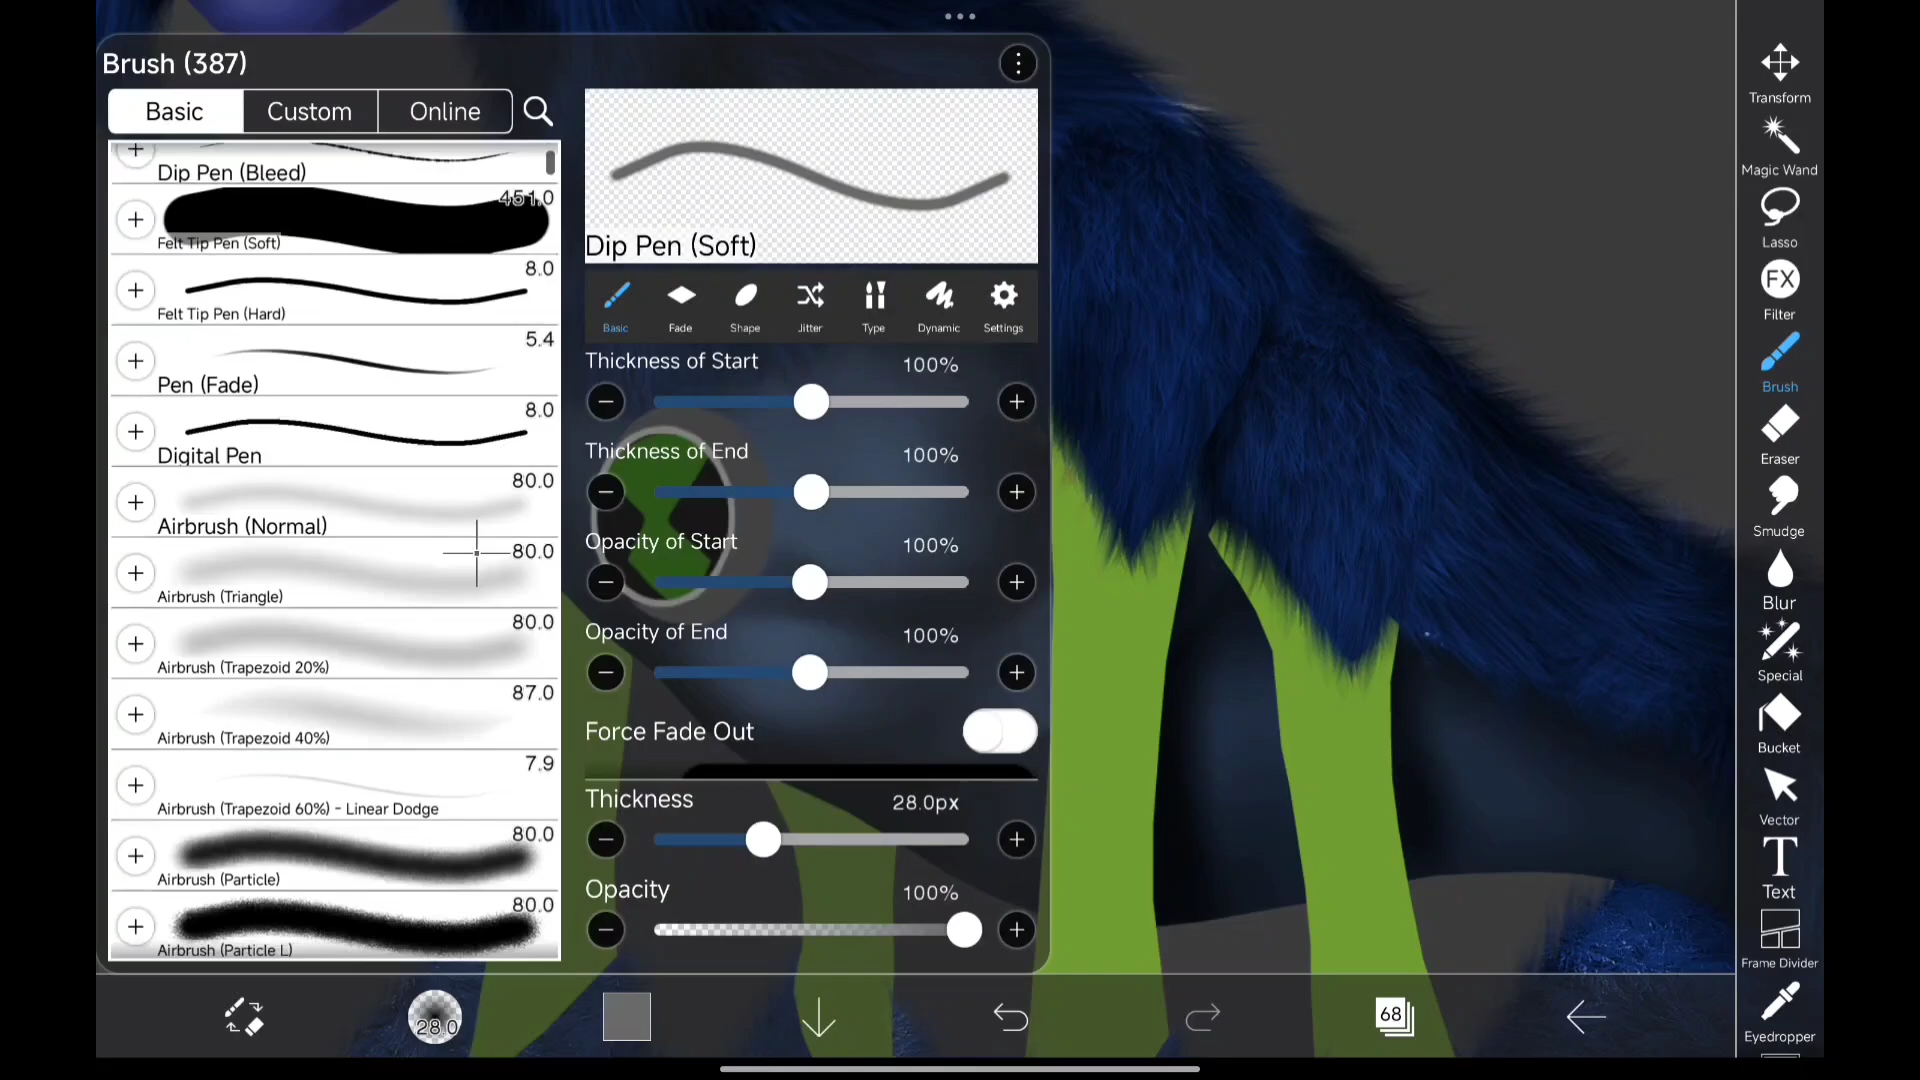 Brush (387)
Basic
Custom
Online
Dip Pen (Bleed)
451.0
Felt Tip Pen (Soft)
8.0
Felt Tip Pen (Hard)
5.4
Pen (Fade)
8.0
Digital Pen
80.0
Airbrush (Normal)
80.0
Airbrush (Triangle)
80.0
Airbrush (Trapezoid 20%)
87.0
Airbrush (Trapezoid 40%)
7.9
Airbrush (Trapezoid 60%) - Linear Dodge
80.0
Airbrush (Particle)
80.0
Airbrush (Particle L)
Dip Pen (Soft)
Basic
Fade
Shape
Jitter
Type
Dynamic
Settings
Thickness of Start 100%
Thickness of End 100%
Opacity of Start 100%
Opacity of End 100%
Force Fade Out
Thickness 28.0px
Opacity 100%
28.0
68
Transform
Magic Wand
Lasso
FX
Filter
Brush
Eraser
Smudge
Blur
Special
Bucket
Vector
T
Text
Frame Divider
Eyedropper